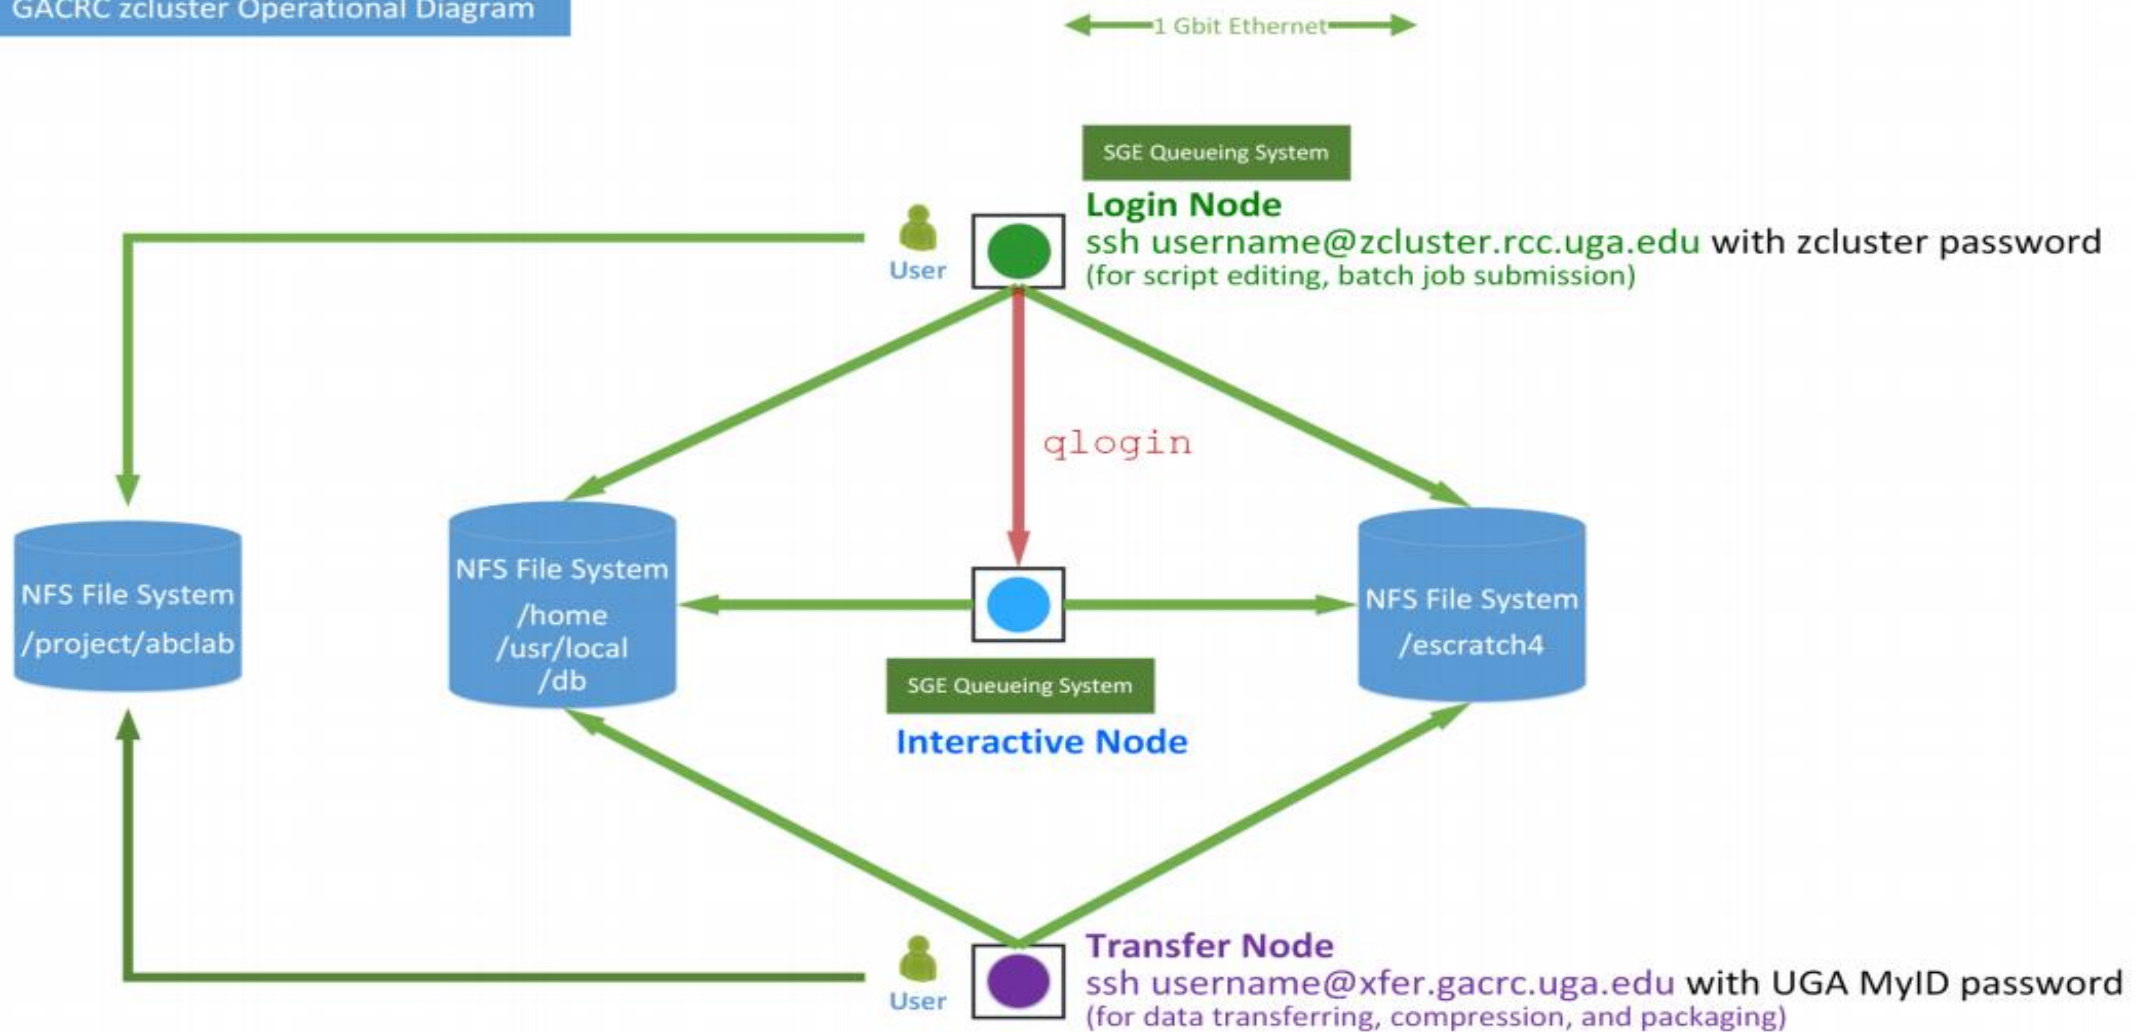 GACRC zcluster Operational Diagram
1 Gbit Ethernet
SGE Queueing System
Login Node
ssh username@zcluster.rcc.uga.edu with zcluster password
(for script editing, batch job submission)
User
qlogin
NFS File System
/project/abclab
NFS File System
/home
/usr/local
/db
NFS File System
/escratch4
SGE Queueing System
Interactive Node
Transfer Node
ssh username@xfer.gacrc.uga.edu with UGA MyID password
(for data transferring, compression, and packaging)
User